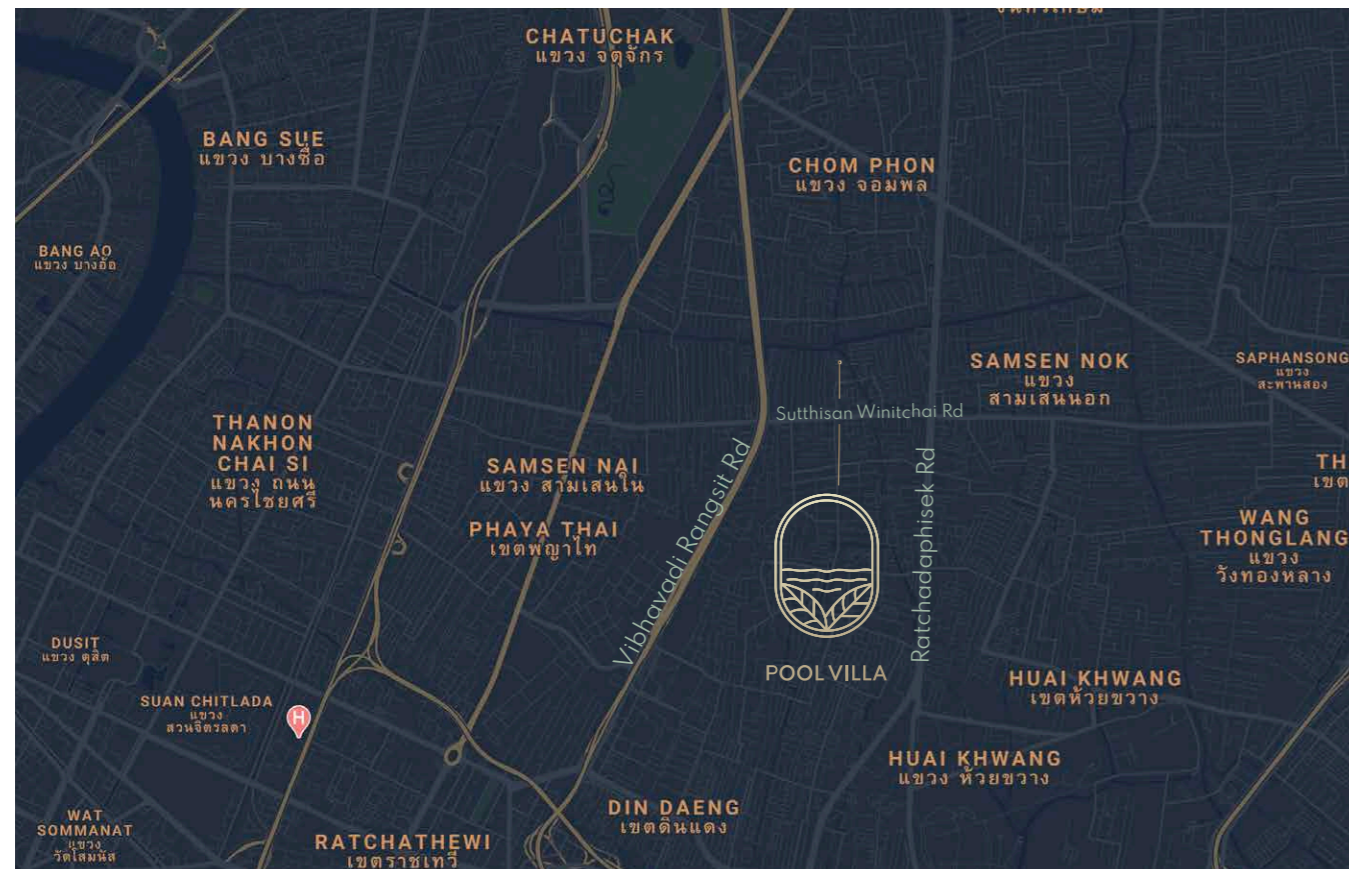 CHATUCHAK
แขวง จตุจักร
BANG SUE
แขวง บางซื่อ
CHOM PHON
แขวง จอมพล
BANG AO
แขวง บางอ้อ
SAMSEN NOK
แขวง
สามเสนนอก
SAPHANSONG
แขวง
สะพานสอง
Sutthisan Winitchai Rd
THANON
NAKHON
CHAI SI
แขวง ถนน
นครไชยศรี
SAMSEN NAI
แขวง สามเสนใน
PHAYA THAI
เขตพญาไท
Vibhavadi Rangsit Rd
Ratchadaphisek Rd
TH
เขต
WANG
THONGLANG
แขวง
วังทองหลาง
POOL VILLA
DUSIT
แขวง ดุสิต
SUAN CHITLADA
แขวง
สวนจิตรลดา
H
HUAI KHWANG
เขตห้วยขวาง
HUAI KHWANG
แขวง ห้วยขวาง
DIN DAENG
เขตดินแดง
WAT
SOMMANAT
แขวง
วัดโสมนัส
RATCHATHEWI
เขตราชเทวี